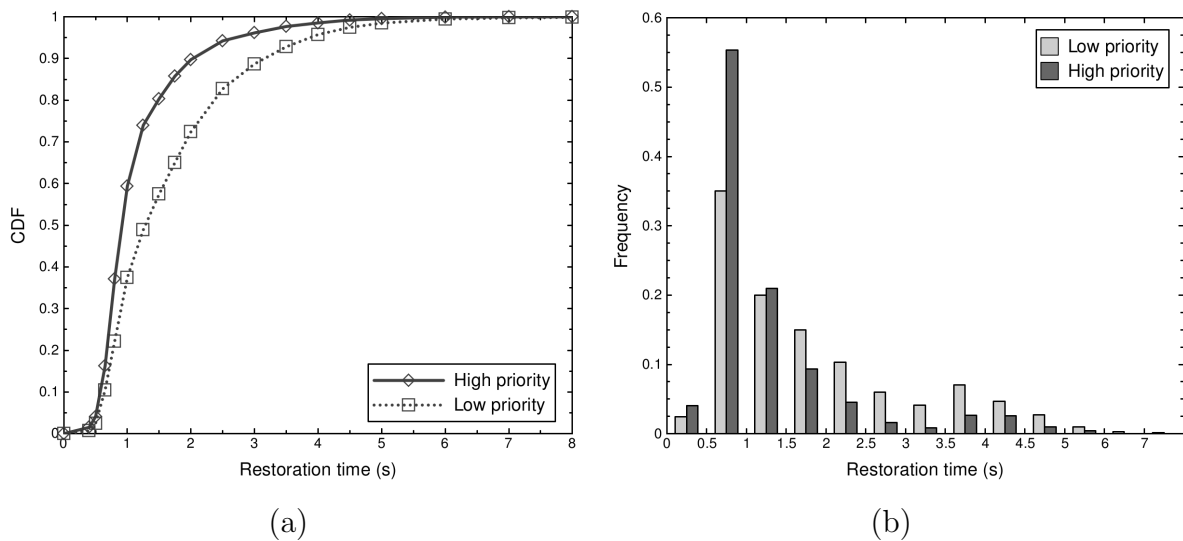 1
0.9
0.8
0.7
0.6
0.5
0.4
0.3
0.2
0.1
0
CDF
0 1 2 3 4 5 6 7 8
Restoration time (s)
High priority
Low priority
(a)
0.6
0.5
0.4
0.3
0.2
0.1
0
Frequency
0 0.5 1 1.5 2 2.5 3 3.5 4 4.5 5 6 7
Restoration time (s)
Low priority
High priority
(b)